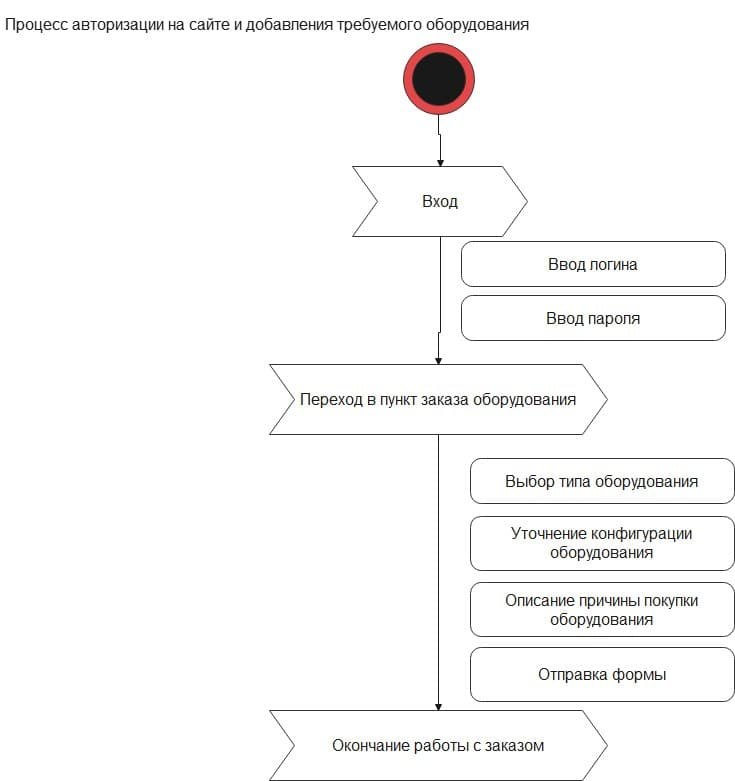 Процесс авторизации на сайте и добавления требуемого оборудования
Вход
Ввод логина
Ввод пароля
Переход в пункт заказа оборудования
Выбор типа оборудования
Уточнение конфигурации
оборудования
Описание причины покупки
оборудования
Отправка формы
Окончание работы с заказом